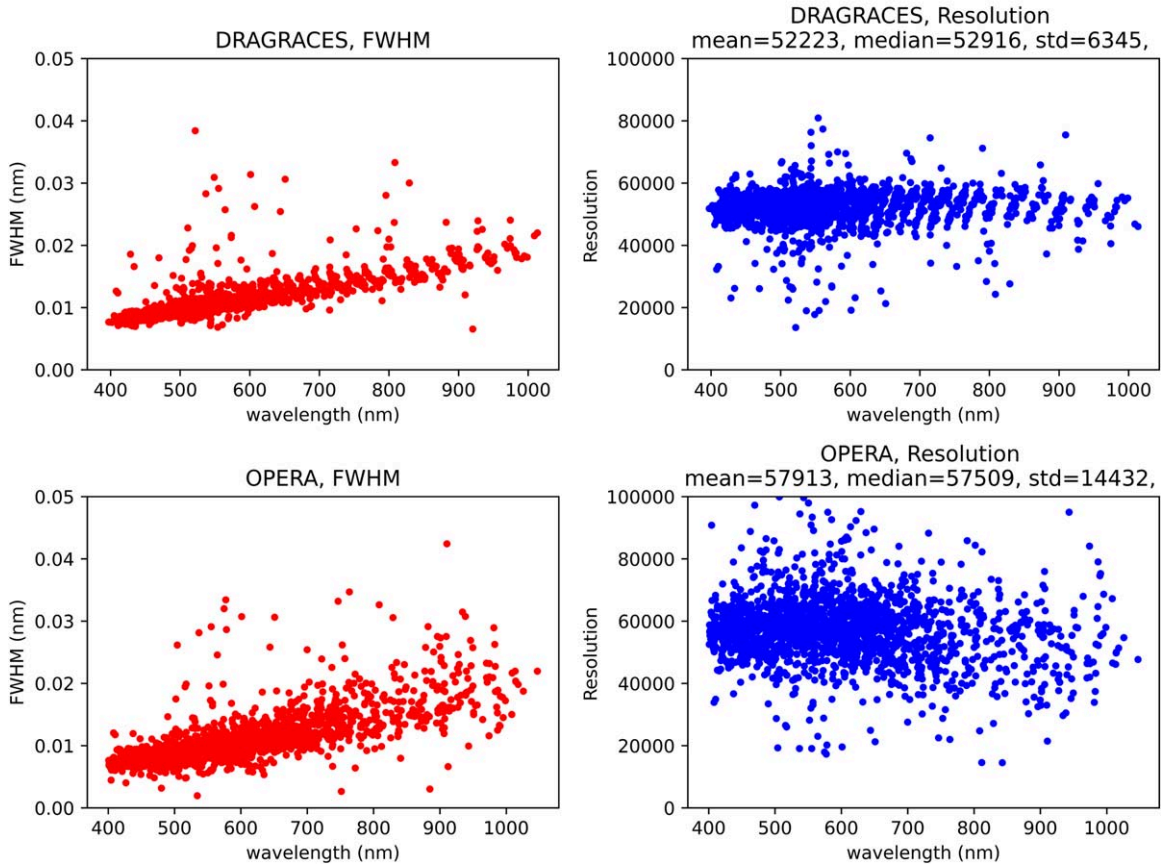 DRAGRACES, FWHM
0.05
0.04
0.03
0.02
0.01
0.00
FWHM (nm)
400 500 600 700 800 900 1000
wavelength (nm)
DRAGRACES, Resolution
mean=52223, median=52916, std=6345,
100000
80000
60000
40000
20000
0
Resolution
400 500 600 700 800 900 1000
wavelength (nm)
OPERA, FWHM
0.05
0.04
0.03
0.02
0.01
0.00
FWHM (nm)
400 500 600 700 800 900 1000
wavelength (nm)
OPERA, Resolution
mean=57913, median=57509, std=14432,
100000
80000
60000
40000
20000
0
Resolution
400 500 600 700 800 900 1000
wavelength (nm)